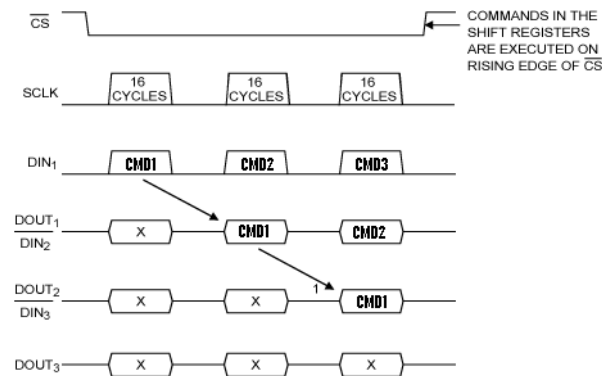 CS
COMMANDS IN THE
SHIFT REGISTERS
ARE EXECUTED ON
RISING EDGE OF CS
SCLK
16
CYCLES
16
CYCLES
16
CYCLES
DIN1
CMD1
CMD2
CMD3
DOUT1
DIN2
X
CMD1
CMD2
DOUT2
DIN3
X
X
1
CMD1
DOUT3
X
X
X